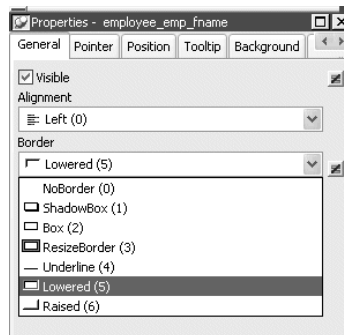 Properties - employee_emp_fname
General Pointer Position Tooltip Background
Visible
Alignment
Left (0)
Border
Lowered (5)
NoBorder (0)
ShadowBox (1)
Box (2)
ResizeBorder (3)
Underline (4)
Lowered (5)
Raised (6)